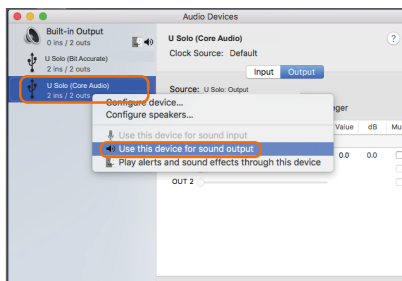 Audio Devices
Built-in Output
0 ins / 2 outs
U Solo (Bit Accurate)
2 ins / 2 outs
U Solo (Core Audio)
2 ins / 2 outs
U Solo (Core Audio)
?
Clock Source: Default
Input Output
Source: U Solo: Output
Configure device...
Configure speakers...
Use this device for sound input
Use this device for sound output
Play alerts and sound effects through this device
Value dB Mu
0.0 0.0
OUT 2